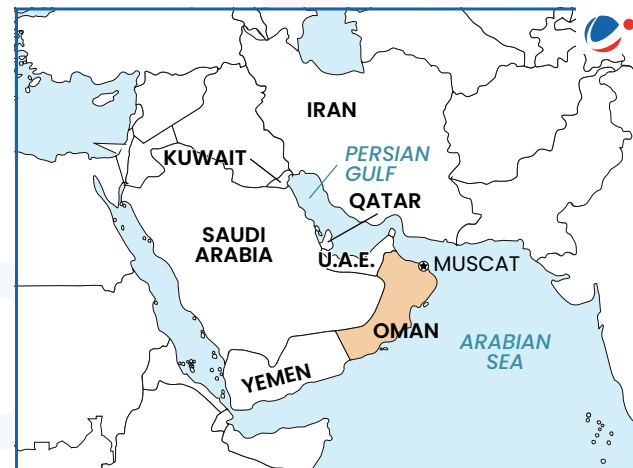 IRAN
KUWAIT
PERSIAN
GULF
QATAR
SAUDI
ARABIA
U.A.E.
MUSCAT
OMAN
ARABIAN
SEA
YEMEN